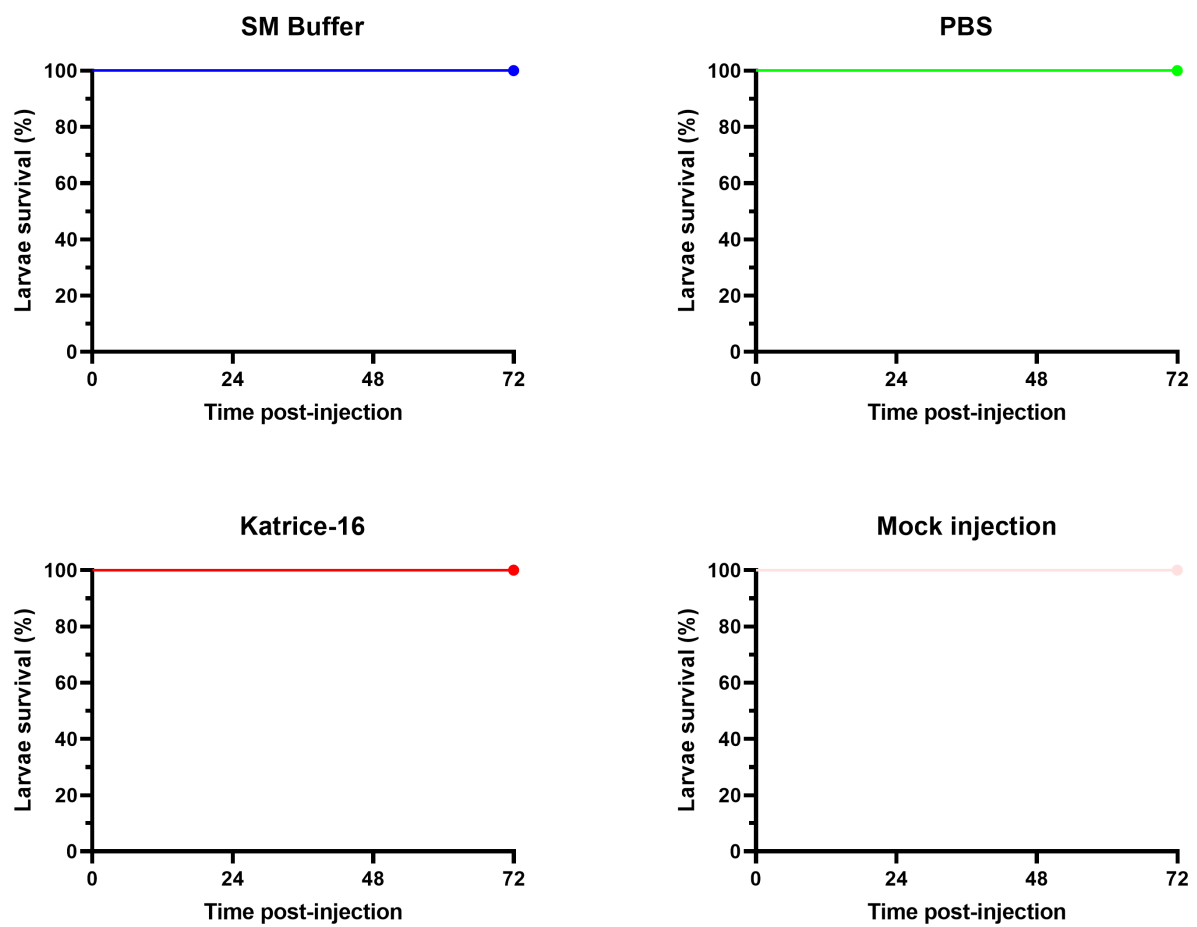 SM Buffer
Larvae survival (%)
100
80
60
40
20
0
0 24 48 72
Time post-injection
PBS
Larvae survival (%)
100
80
60
40
20
0
0 24 48 72
Time post-injection
Katrice-16
Larvae survival (%)
100
80
60
40
20
0
0 24 48 72
Time post-injection
Mock injection
Larvae survival (%)
100
80
60
40
20
0
0 24 48 72
Time post-injection